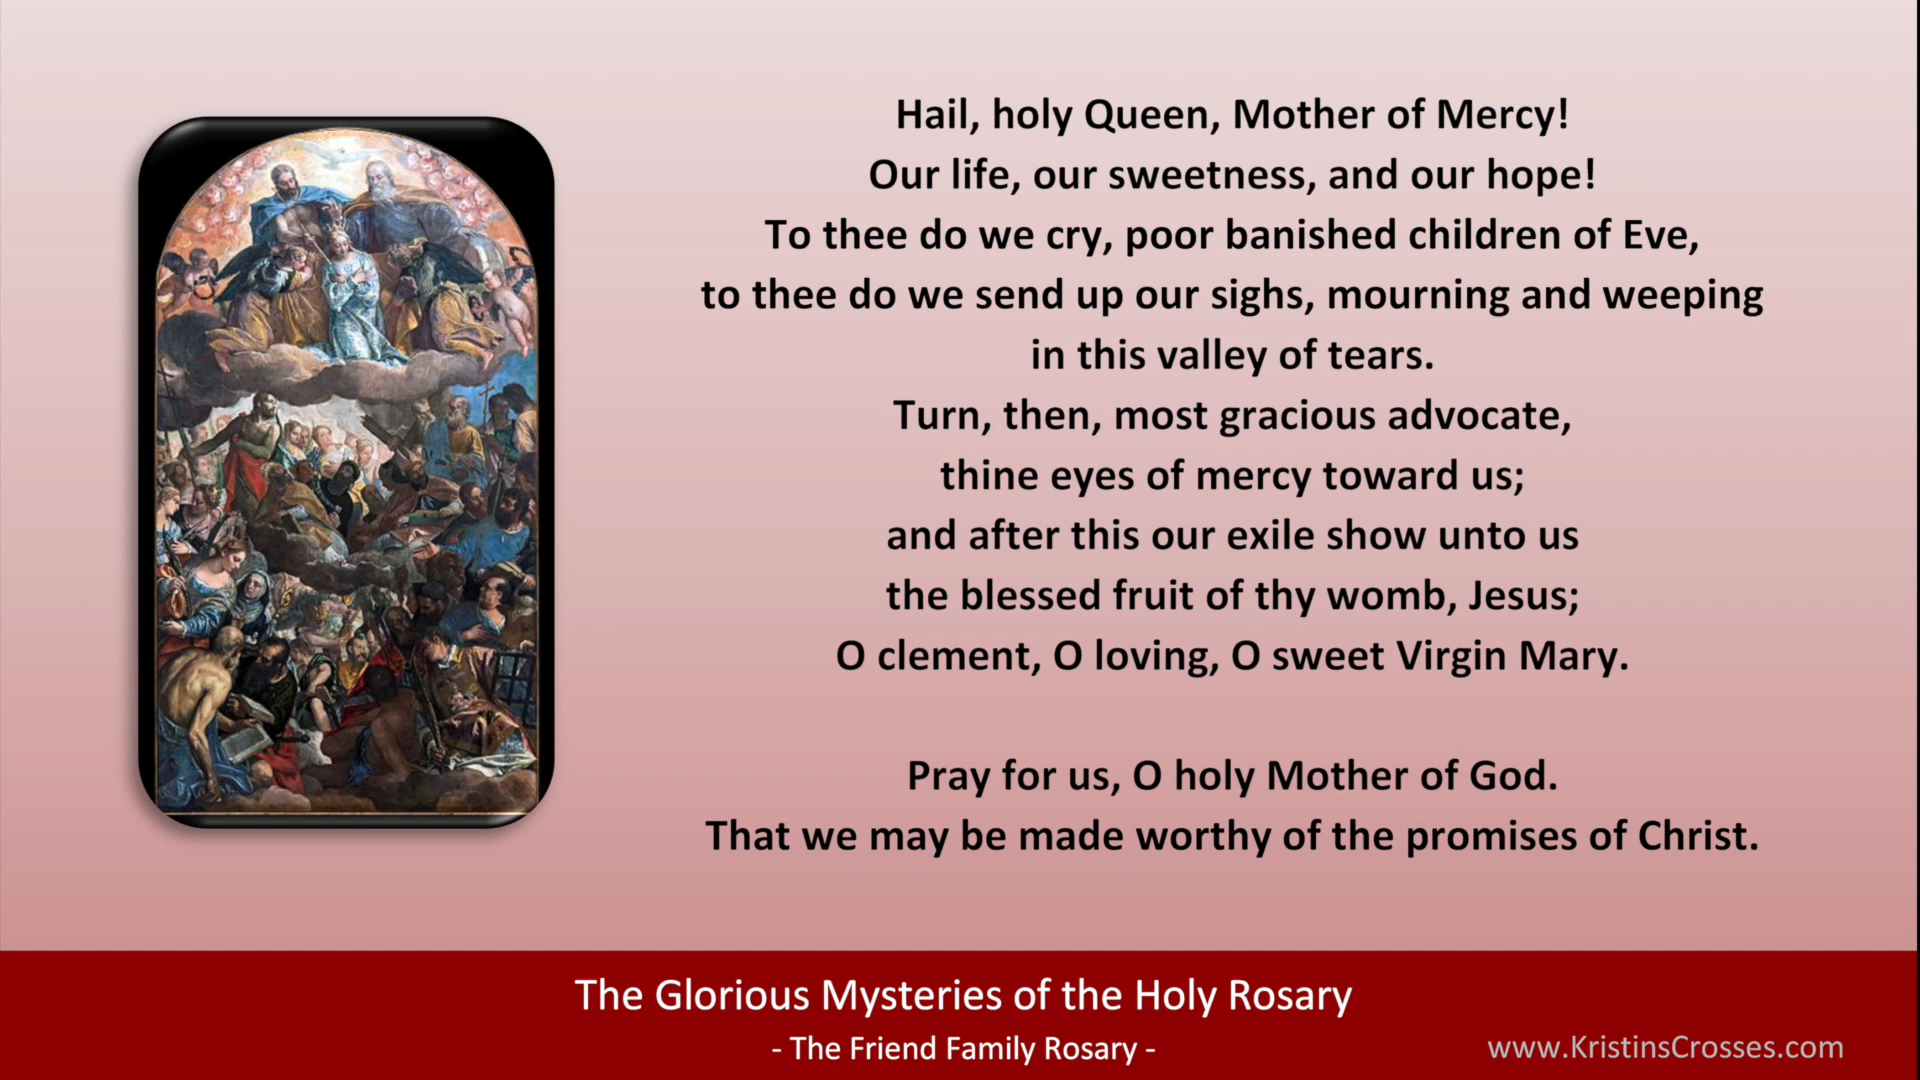 Hail, holy Queen, Mother of Mercy!
Our life, our sweetness, and our hope!
To thee do we cry, poor banished children of Eve,
to thee do we send up our sighs, mourning and weeping
in this valley of tears.
Turn, then, most gracious advocate,
thine eyes of mercy toward us;
and after this our exile show unto us
the blessed fruit of thy womb, Jesus;
O clement, O loving, O sweet Virgin Mary.
Pray for us, O holy Mother of God.
That we may be made worthy of the promises of Christ.
The Glorious Mysteries of the Holy Rosary
- The Friend Family Rosary -
www.KristinsCrosses.com